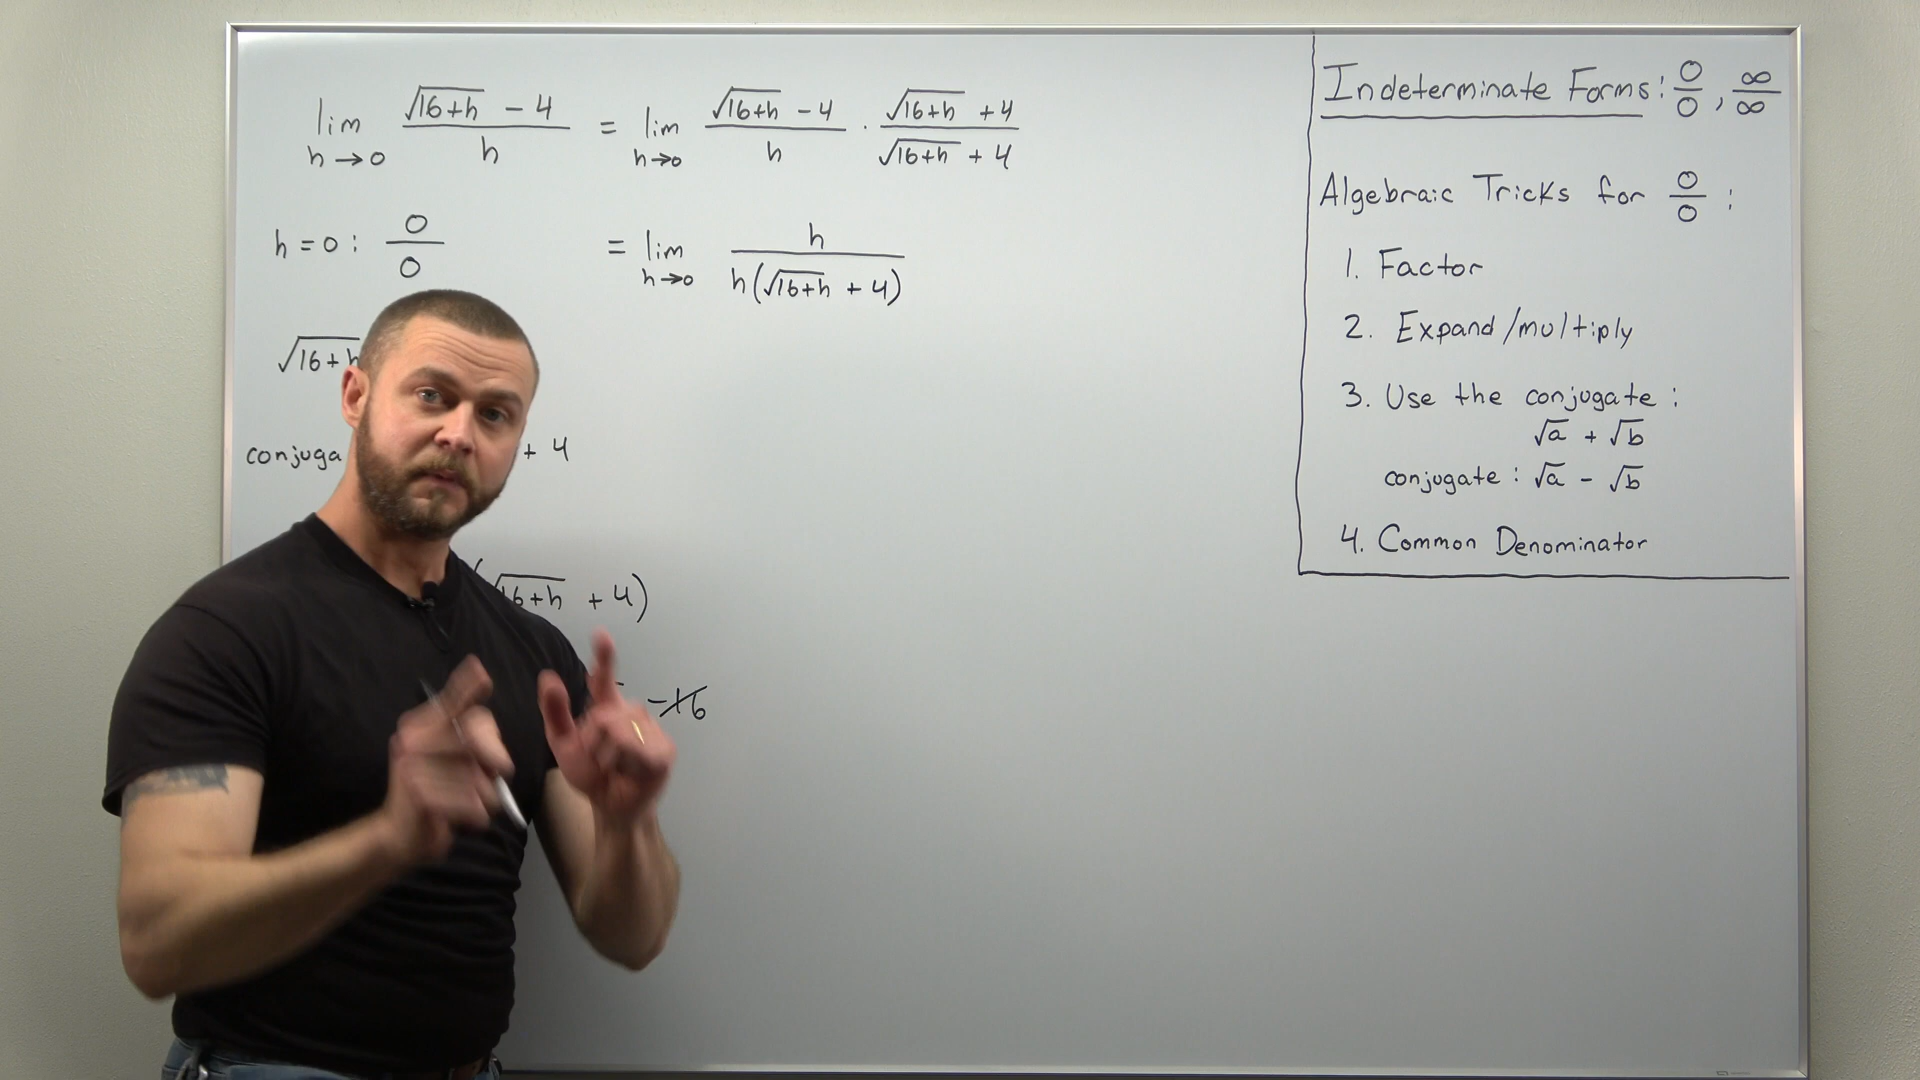 lim h→0 (√(16+h) − 4)/h = lim h→0 (√(16+h) − 4)/h · (√(16+h) + 4)/(√(16+h) + 4)
h = 0 : 0/0 = lim h→0 h/(h(√(16+h) + 4))
√(16+h
conjuga + 4
16+h + 4)
−16
Indeterminate Forms: 0/0, ∞/∞
Algebraic Tricks for 0/0 :
1. Factor
2. Expand/multiply
3. Use the conjugate :
√a + √b
conjugate : √a − √b
4. Common Denominator